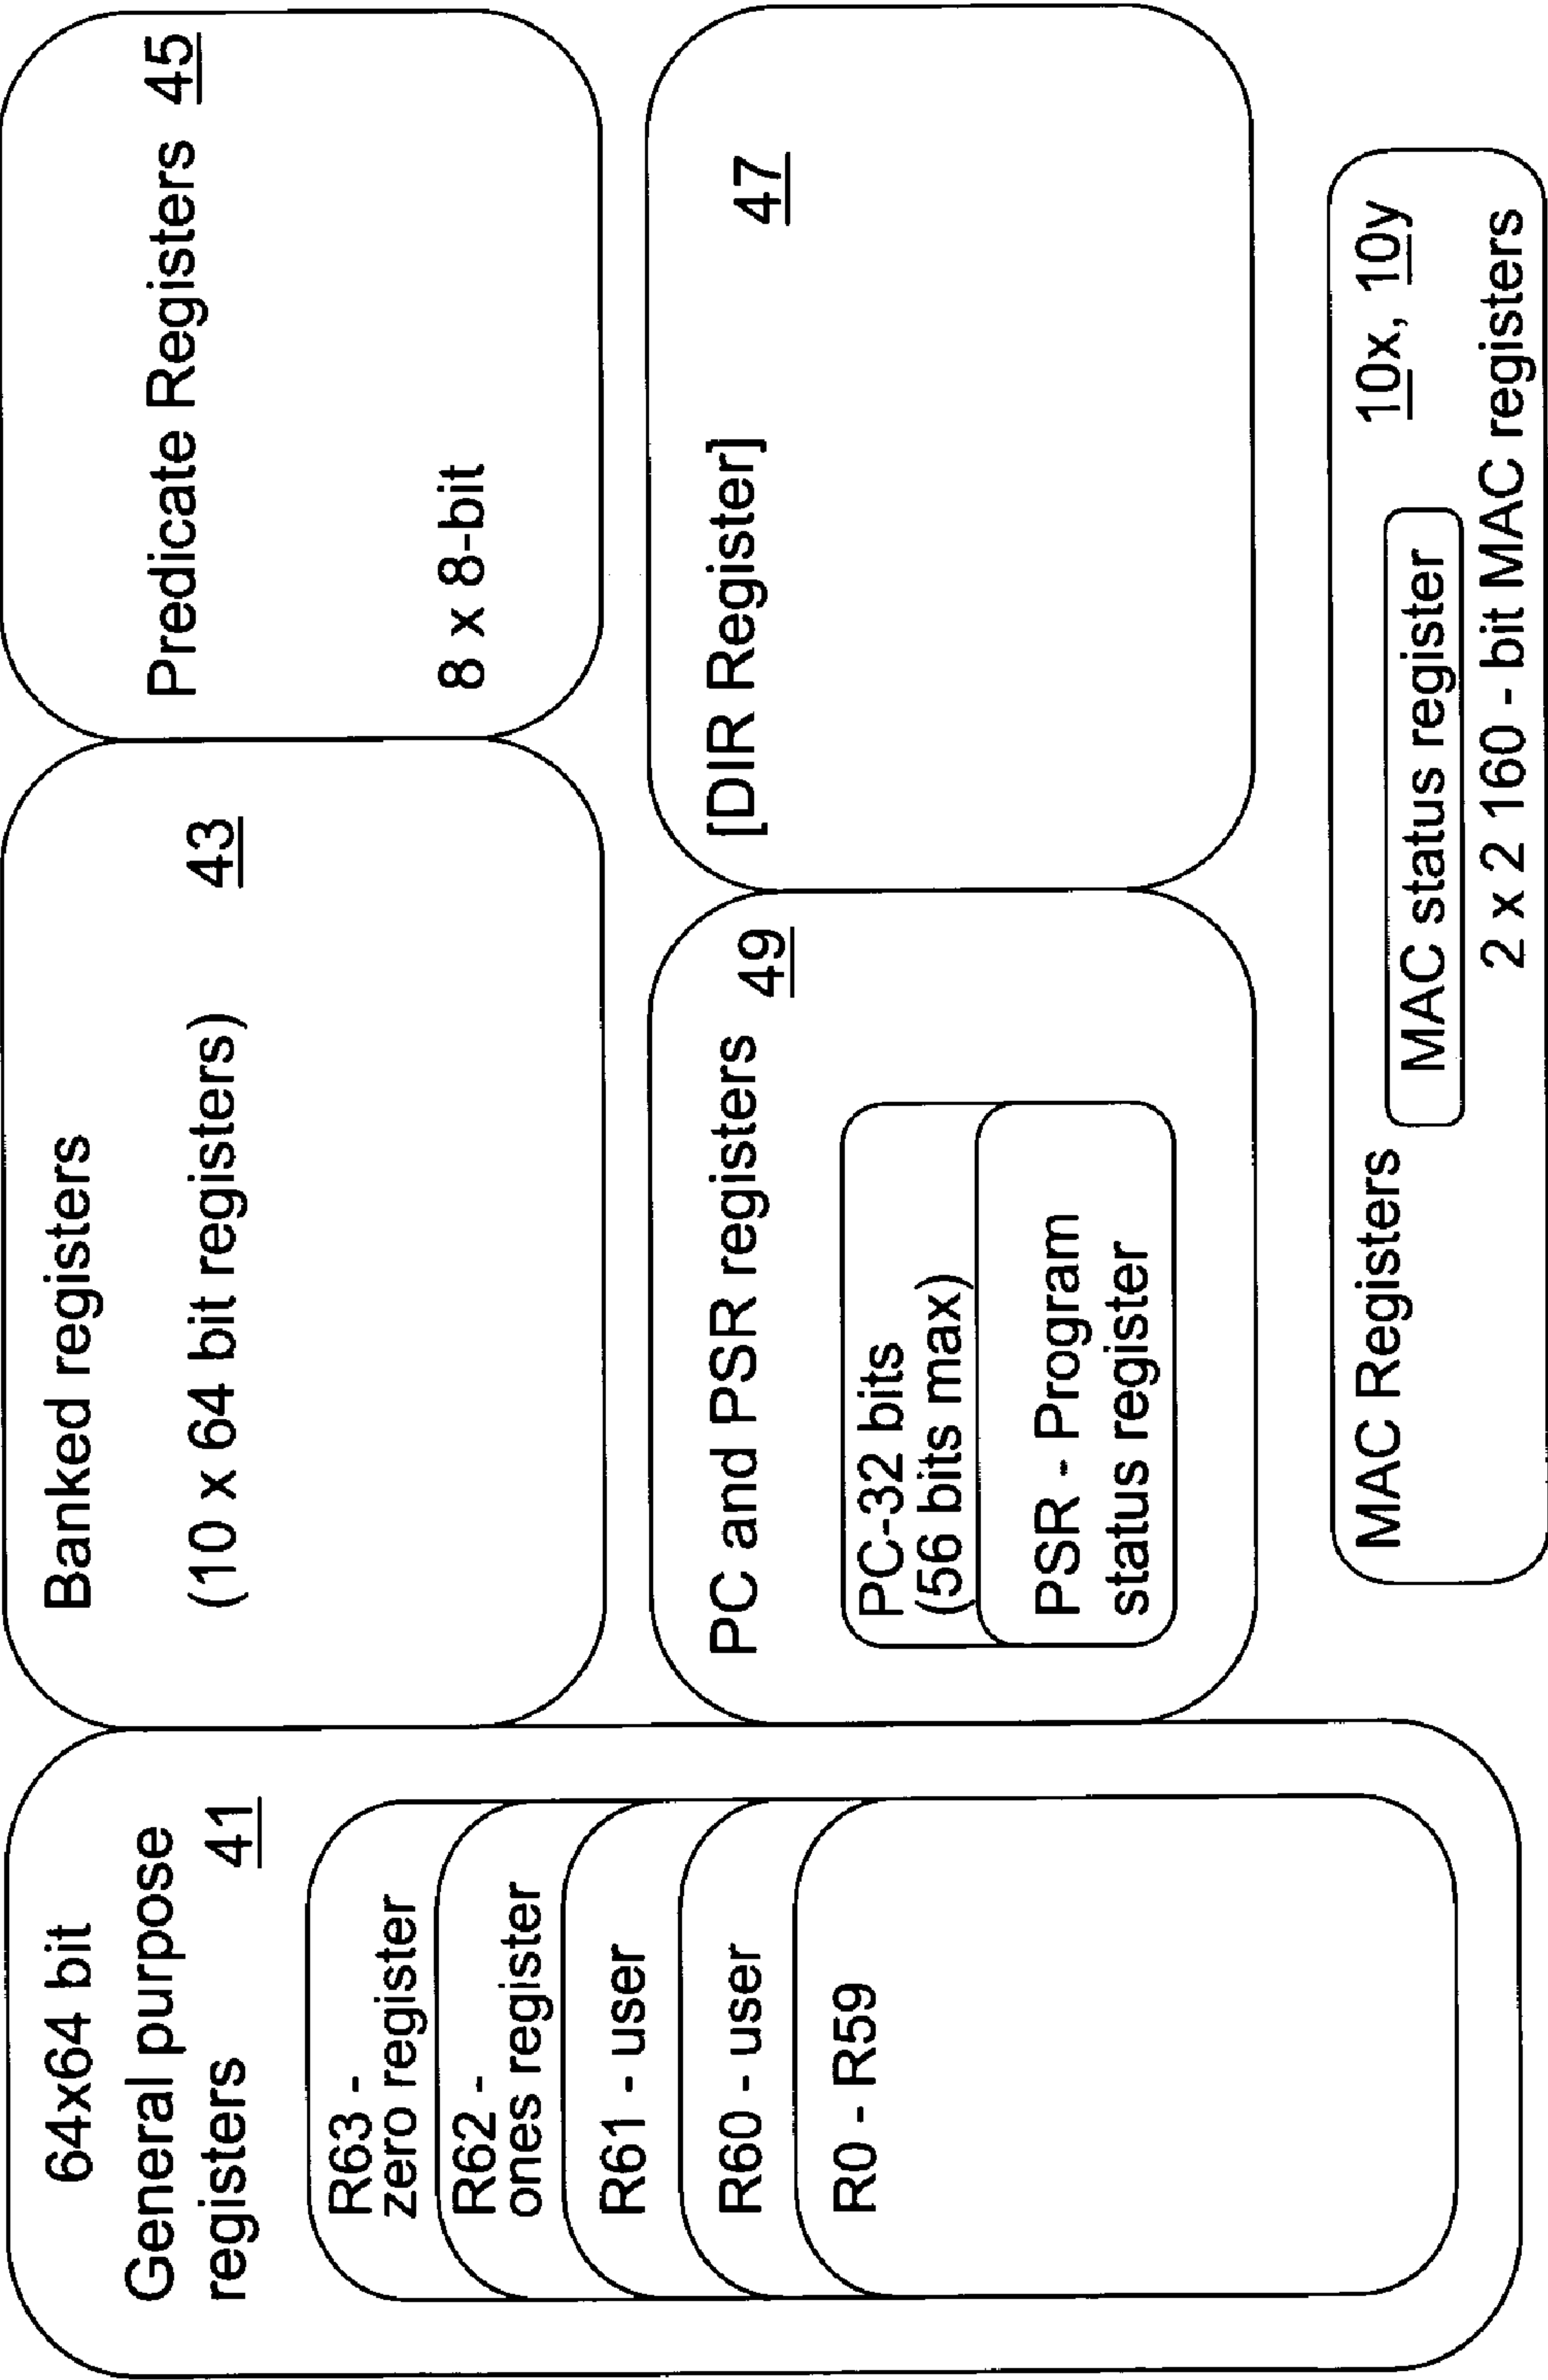 64x64 bit
General purpose
registers
41
R63 -
zero register
R62 -
ones register
R61 - user
R60 - user
R0 - R59
Banked registers
(10 x 64 bit registers)
43
Predicate Registers 45
8 x 8-bit
PC and PSR registers 49
PC-32 bits
(56 bits max)
PSR - Program
status register
[DIR Register]
47
MAC Registers
10x, 10y
MAC status register
2 x 2 160 - bit MAC registers